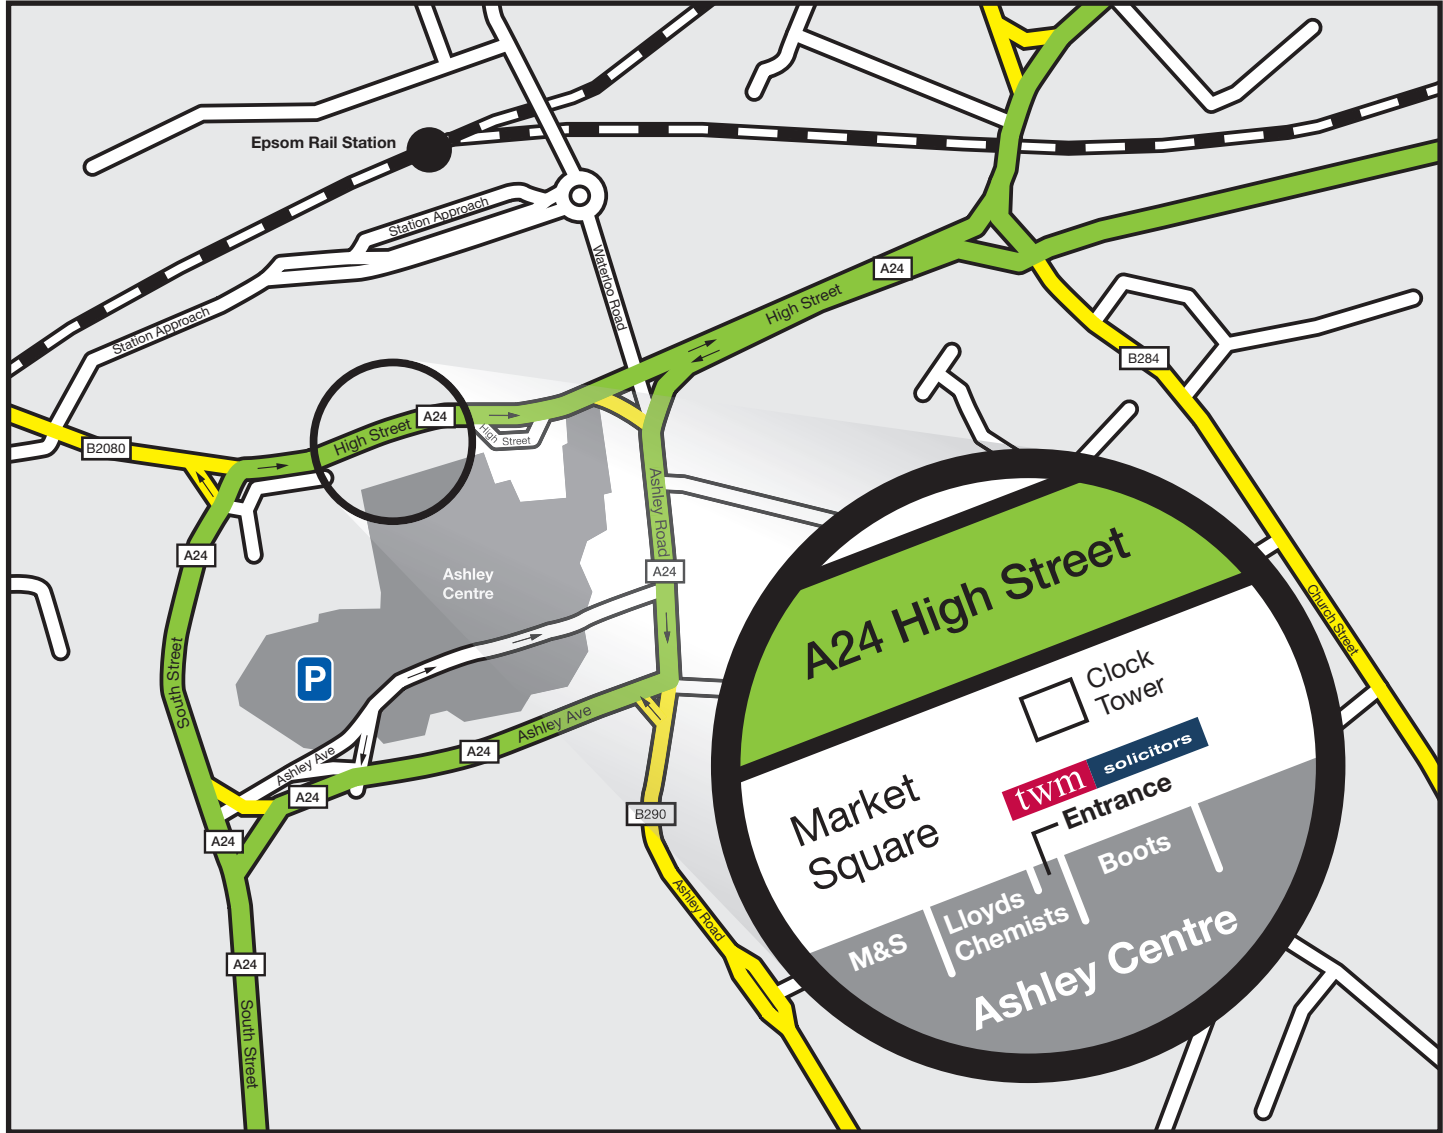 Epsom Rail Station
Station Approach
Station Approach
Waterloo Road
A24
High Street
B284
B2080
A24
High Street
High Street
Ashley Road
A24
A24
Ashley
Centre
P
South Street
Church Street
Ashley Ave
A24
Ashley Ave
A24
A24
B290
Ashley Road
A24
South Street
A24 High Street
Clock
Tower
twm solicitors
Entrance
Market
Square
Boots
Lloyds
Chemists
M&S
Ashley Centre